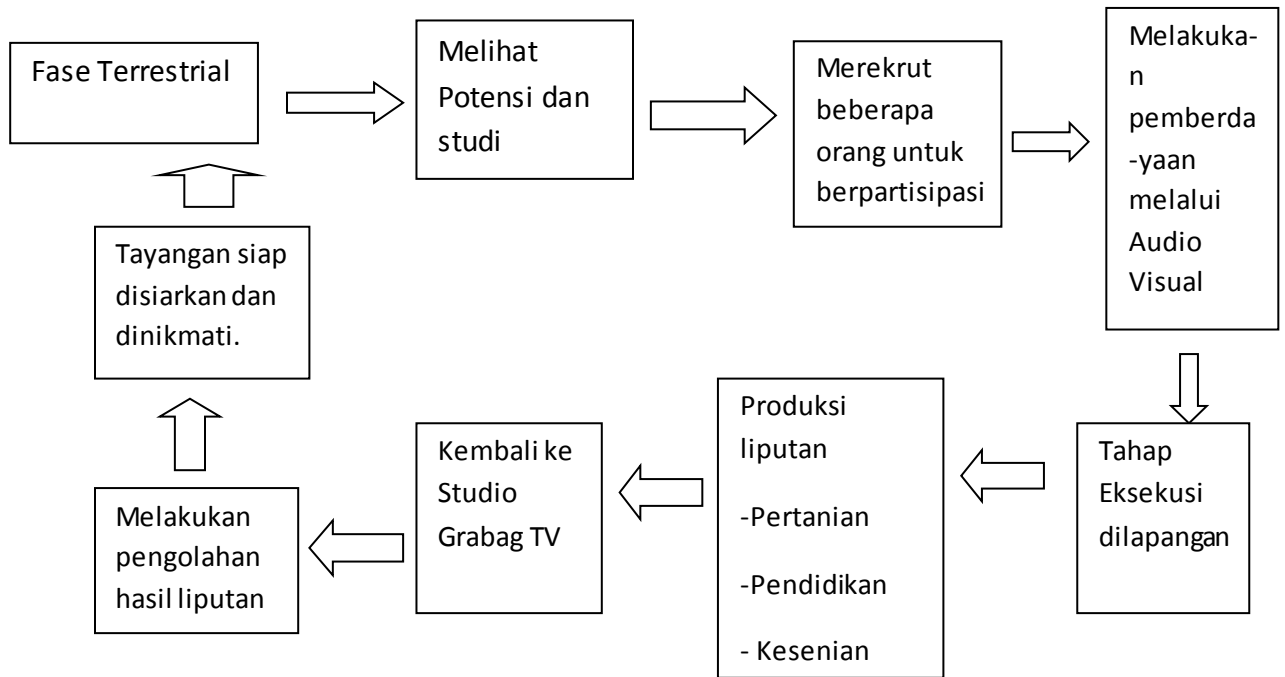 Fase Terrestrial
Melihat
Potensi dan
studi
Merekrut
beberapa
orang untuk
berpartisipasi
Melakuka-
n
pemberda
-yaan
melalui
Audio
Visual
Tahap
Eksekusi
dilapangan
Produksi
liputan
-Pertanian
-Pendidikan
- Kesenian
Kembali ke
Studio
Grabag TV
Melakukan
pengolahan
hasil liputan
Tayangan siap
disiarkan dan
dinikmati.